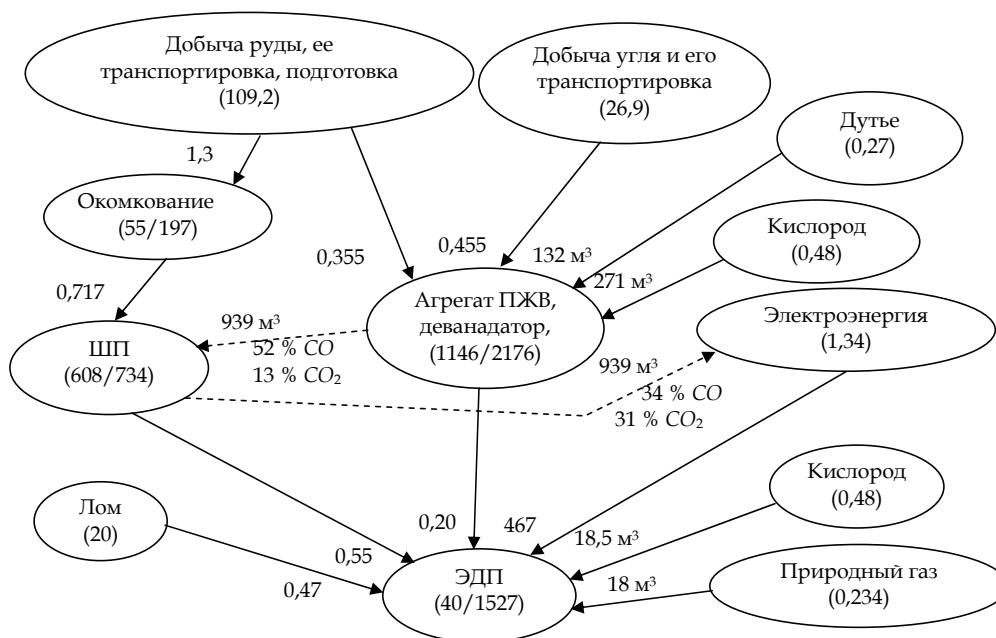 Добыча руды, ее
транспортировка, подготовка
(109,2)
Добыча угля и его
транспортировка
(26,9)
Дутье
(0,27)
1,3
Окомкование
(55/197)
Кислород
(0,48)
0,355
0,455
132 м³
271 м³
0,717
Агрегат ПЖВ,
деванадатор,
(1146/2176)
Электроэнергия
(1,34)
939 м³
52 % CO
13 % CO₂
ШП
(608/734)
939 м³
34 % CO
31 % CO₂
Лом
(20)
Кислород
(0,48)
0,20
467
18,5 м³
0,55
0,47
ЭДП
(40/1527)
18 м³
Природный газ
(0,234)